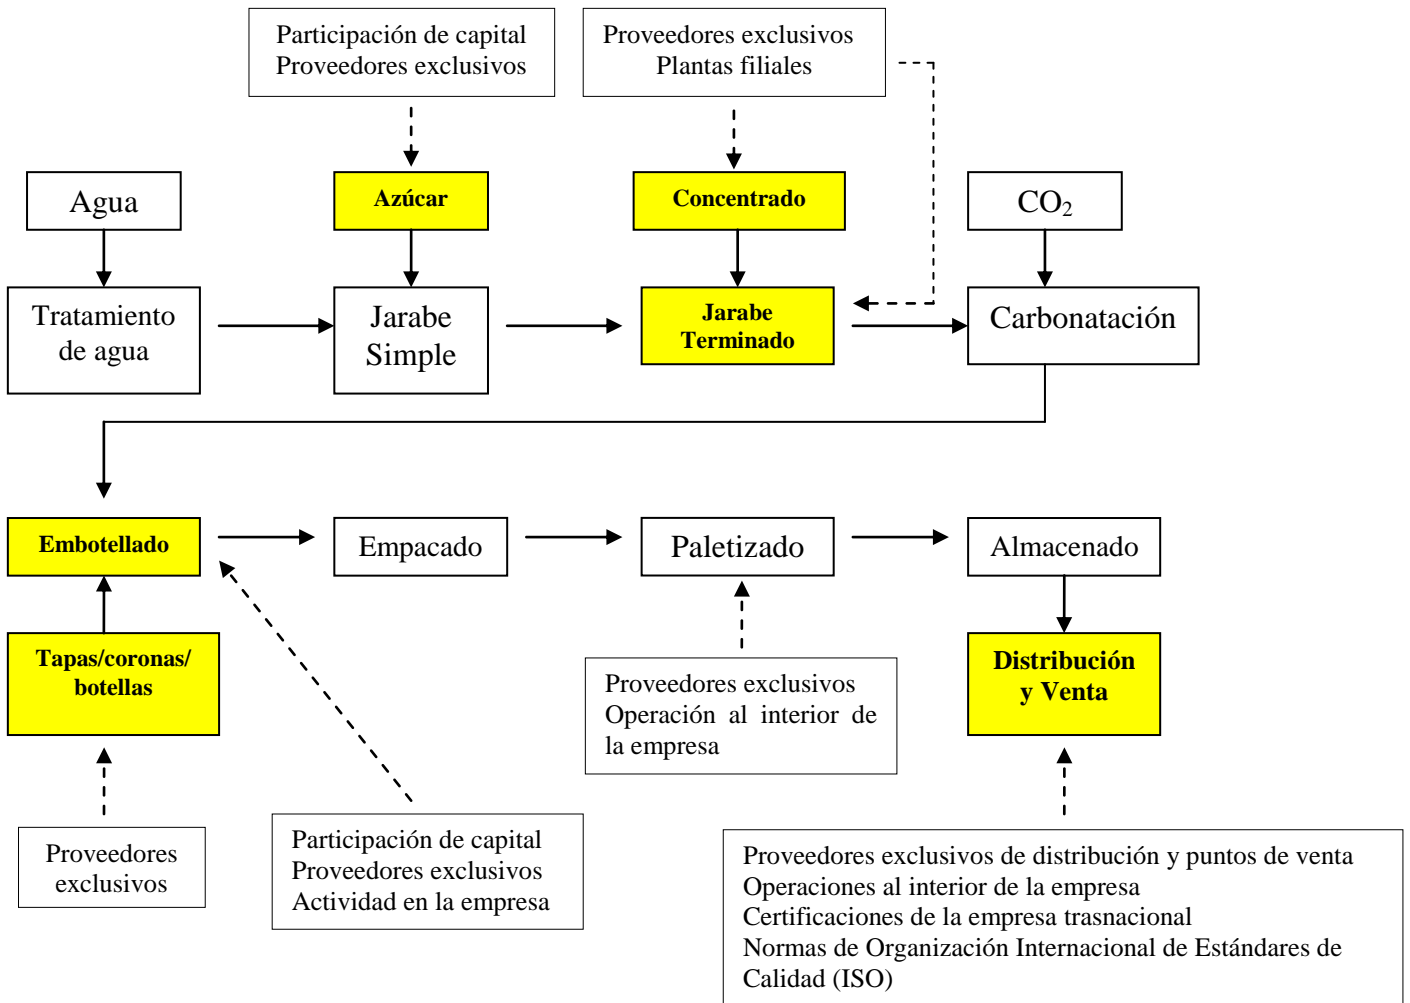 Participación de capital
Proveedores exclusivos
Proveedores exclusivos
Plantas filiales
Agua
Azúcar
Concentrado
CO₂
Tratamiento
de agua
Jarabe
Simple
Jarabe
Terminado
Carbonatación
Embotellado
Empacado
Paletizado
Almacenado
Tapas/coronas/
botellas
Distribución
y Venta
Proveedores exclusivos
Operación al interior de
la empresa
Proveedores
exclusivos
Participación de capital
Proveedores exclusivos
Actividad en la empresa
Proveedores exclusivos de distribución y puntos de venta
Operaciones al interior de la empresa
Certificaciones de la empresa trasnacional
Normas de Organización Internacional de Estándares de
Calidad (ISO)